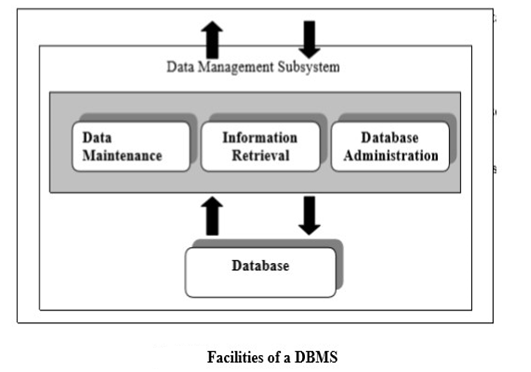 Data Management Subsystem
Data
Maintenance
Information
Retrieval
Database
Administration
Database
Facilities of a DBMS